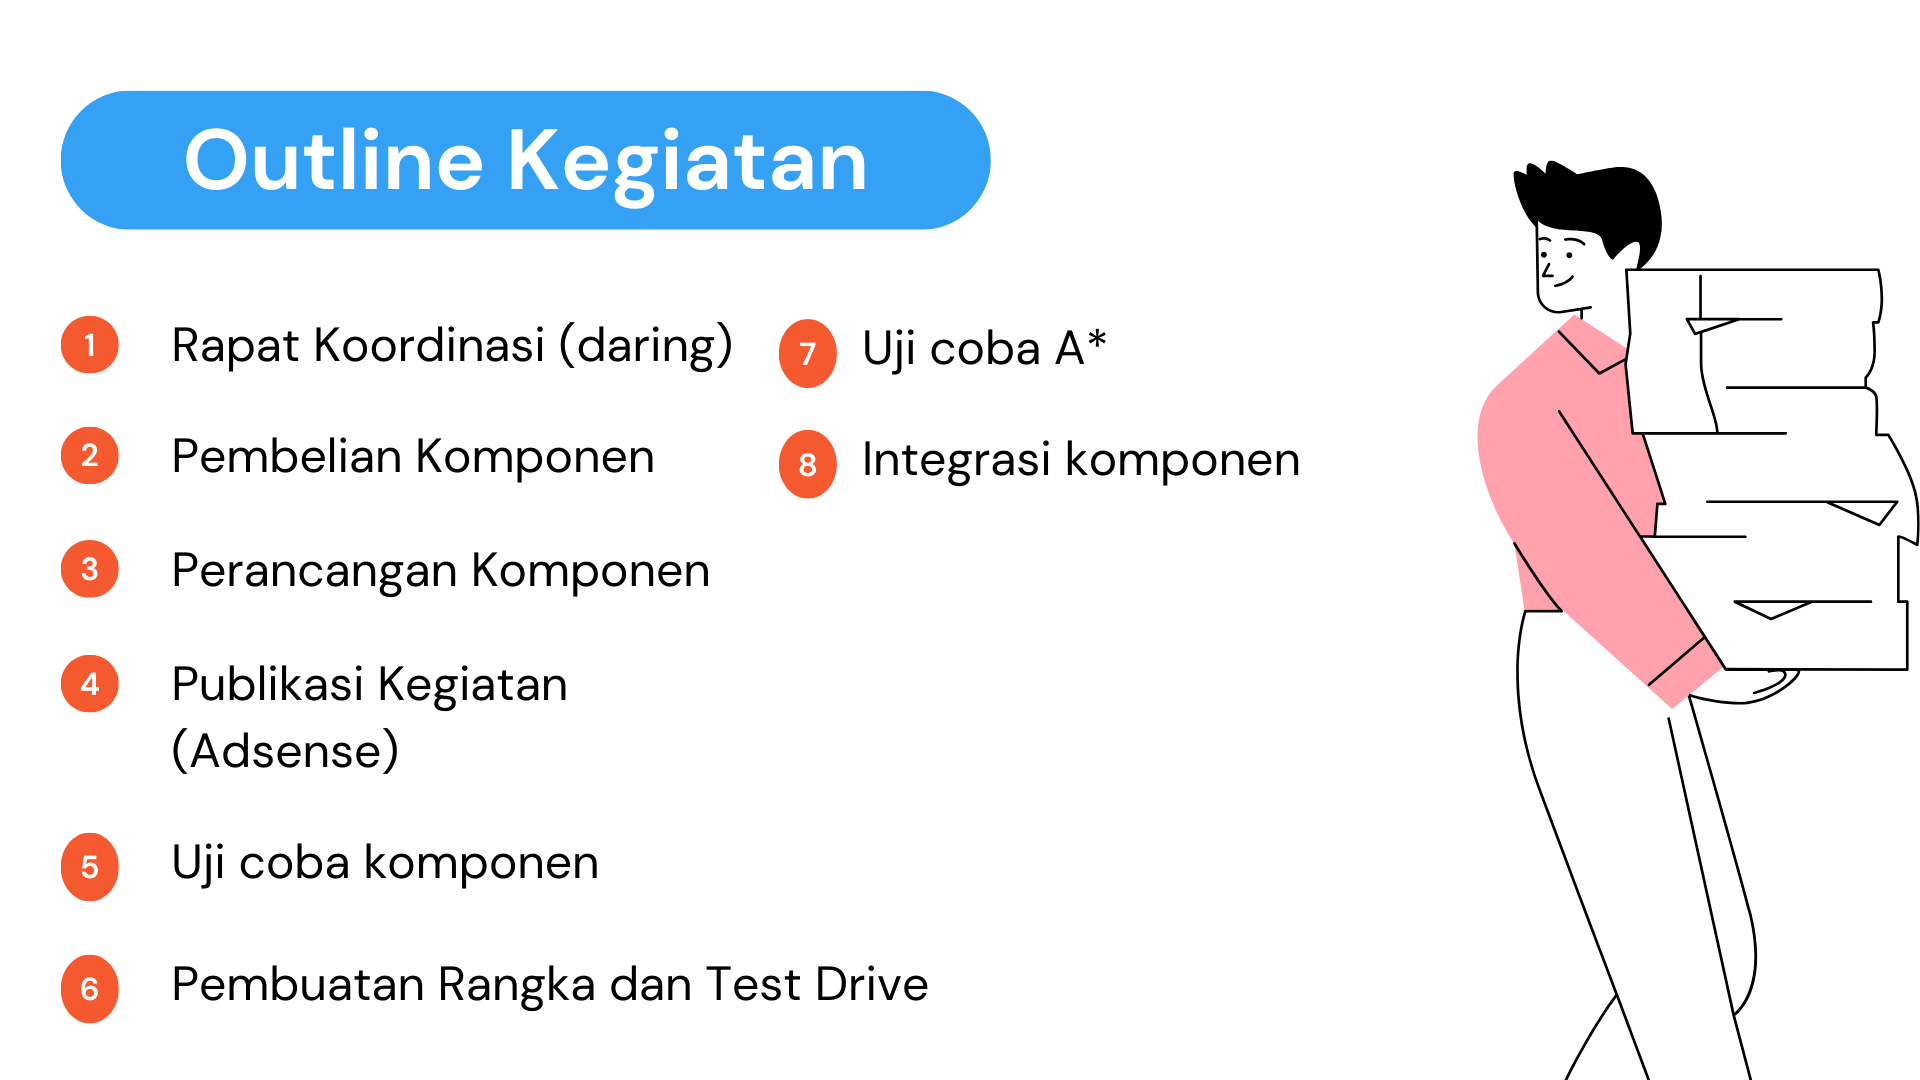 Outline Kegiatan
1 Rapat Koordinasi (daring)
2 Pembelian Komponen
3 Perancangan Komponen
4 Publikasi Kegiatan
(Adsense)
5 Uji coba komponen
6 Pembuatan Rangka dan Test Drive
7 Uji coba A*
8 Integrasi komponen